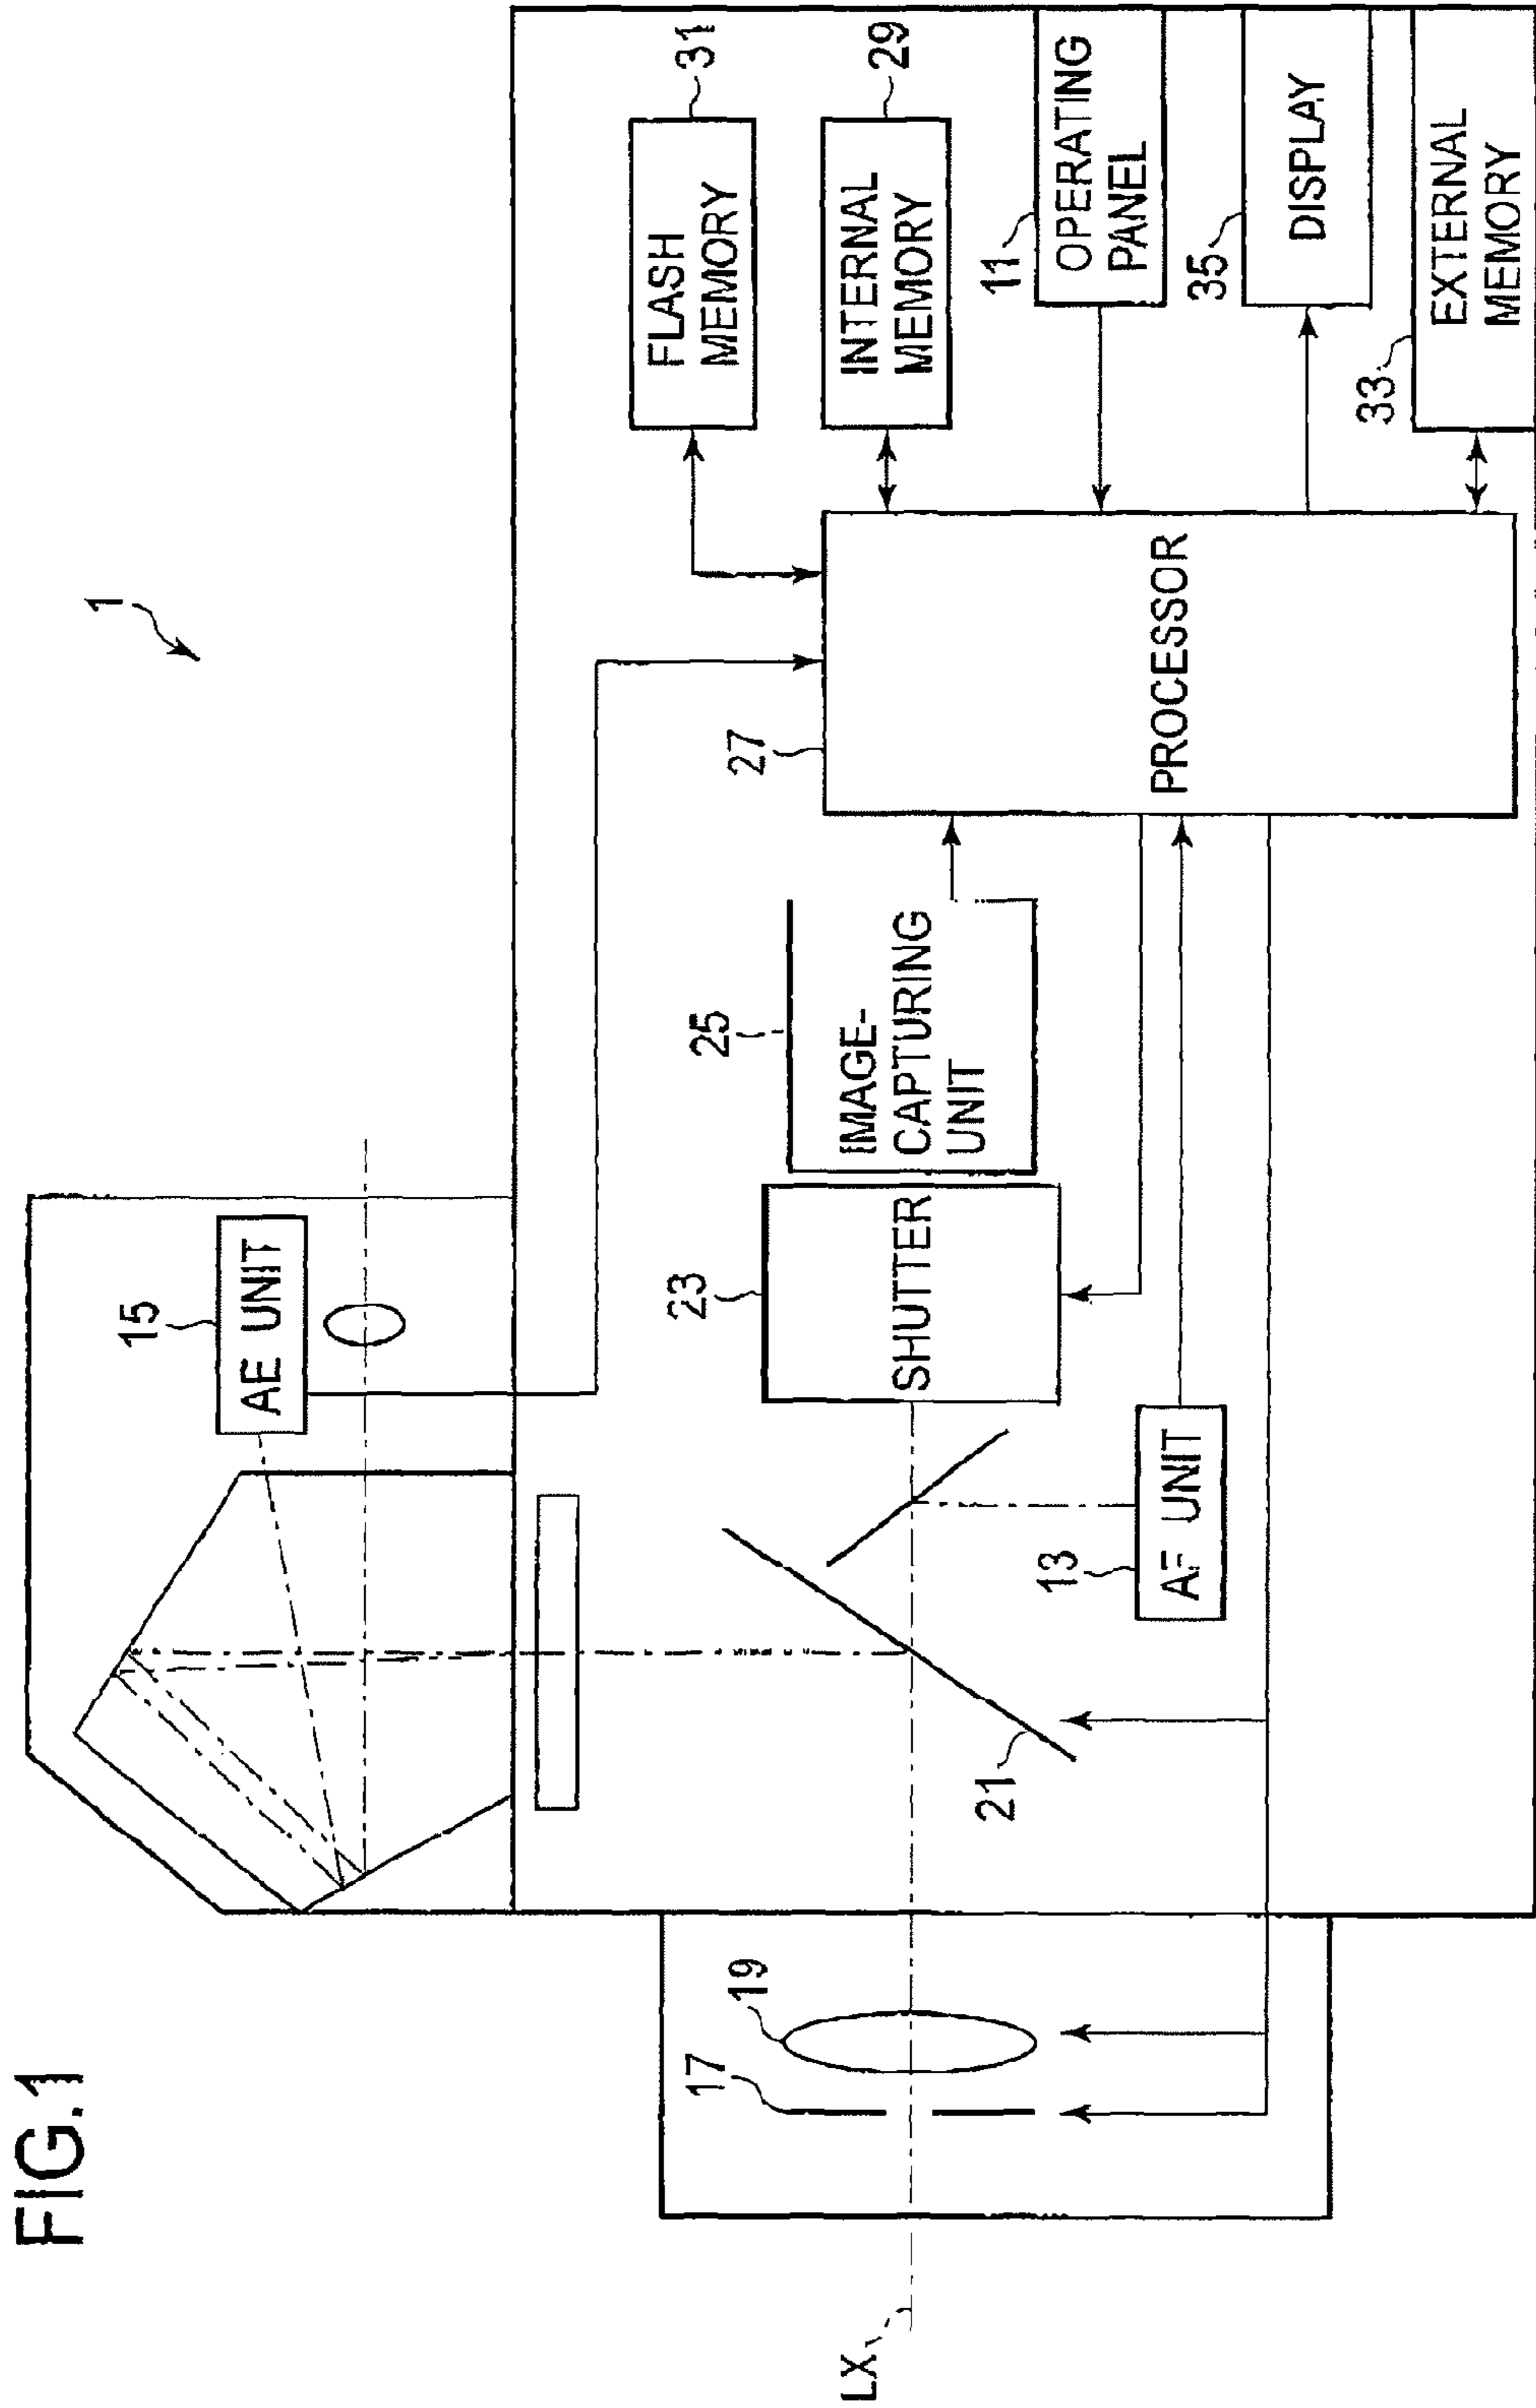 FIG.1
1
15
AE UNIT
31
FLASH
MEMORY
29
INTERNAL
MEMORY
11
OPERATING
PANEL
35
DISPLAY
33
EXTERNAL
MEMORY
27
PROCESSOR
25
IMAGE-
CAPTURING
UNIT
23
SHUTTER
13
AF UNIT
21
19
17
LX